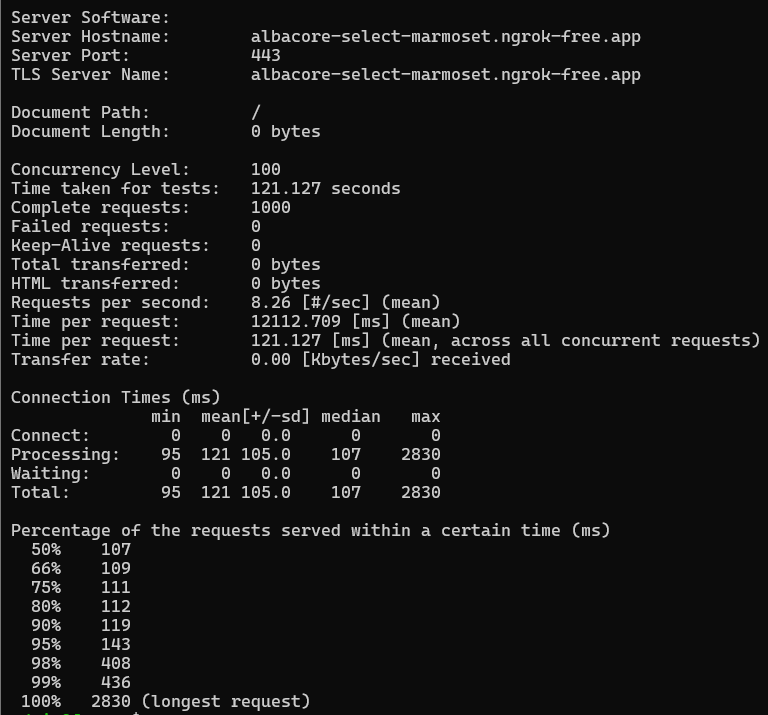 Server Software:
Server Hostname:        albacore-select-marmoset.ngrok-free.app
Server Port:            443
TLS Server Name:        albacore-select-marmoset.ngrok-free.app

Document Path:          /
Document Length:        0 bytes

Concurrency Level:      100
Time taken for tests:   121.127 seconds
Complete requests:      1000
Failed requests:        0
Keep-Alive requests:    0
Total transferred:      0 bytes
HTML transferred:       0 bytes
Requests per second:    8.26 [#/sec] (mean)
Time per request:       12112.709 [ms] (mean)
Time per request:       121.127 [ms] (mean, across all concurrent requests)
Transfer rate:          0.00 [Kbytes/sec] received

Connection Times (ms)
              min  mean[+/-sd] median   max
Connect:        0    0   0.0      0       0
Processing:    95  121 105.0    107    2830
Waiting:        0    0   0.0      0       0
Total:         95  121 105.0    107    2830

Percentage of the requests served within a certain time (ms)
  50%    107
  66%    109
  75%    111
  80%    112
  90%    119
  95%    143
  98%    408
  99%    436
 100%   2830 (longest request)